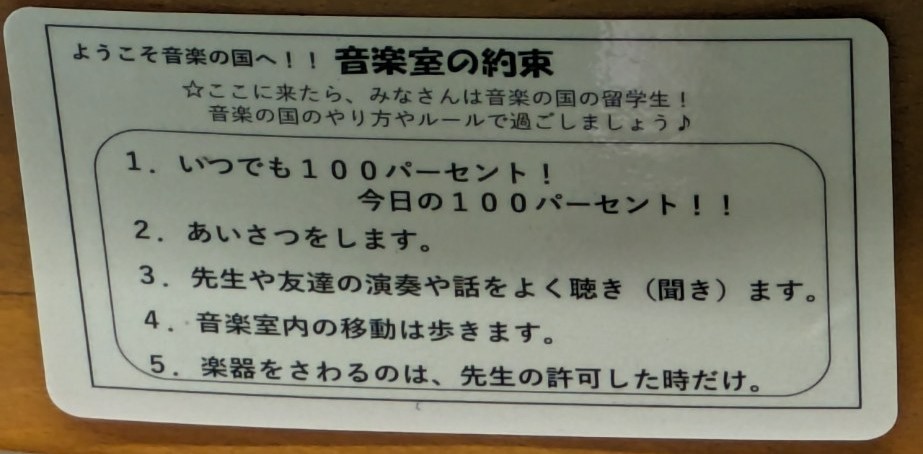 ようこそ音楽の国へ！！ 音楽室の約束
☆ここに来たら、みなさんは音楽の国の留学生！
音楽の国のやり方やルールで過ごしましょう♪
１．いつでも１００パーセント！
今日の１００パーセント！！
２．あいさつをします。
３．先生や友達の演奏や話をよく聴き（聞き）ます。
４．音楽室内の移動は歩きます。
５．楽器をさわるのは、先生の許可した時だけ。